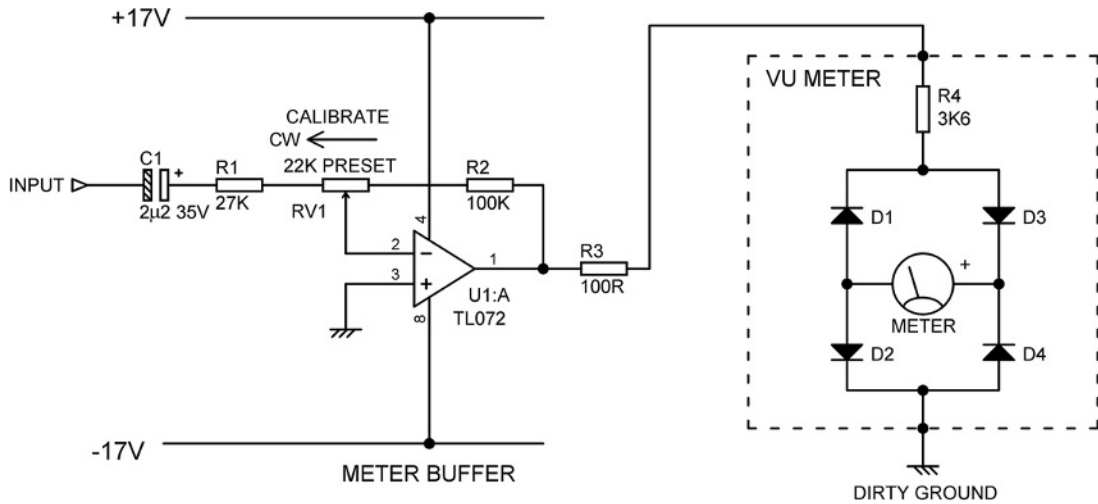 +17V
VU METER
R4
3K6
CALIBRATE
CW
C1
+
R1
22K PRESET
R2
INPUT
2µ2 35V
27K
RV1
100K
4
D1
D3
2
−
3
+
1
R3
100R
U1:A
TL072
8
+
METER
D2
D4
-17V
METER BUFFER
DIRTY GROUND